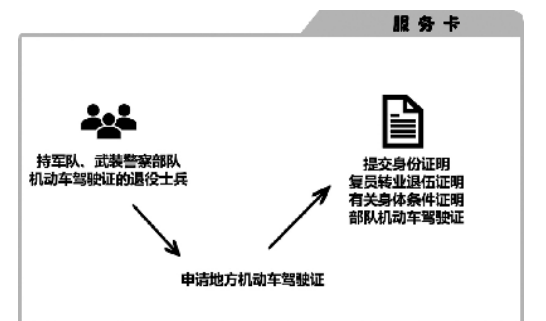 服务卡
持军队、武装警察部队
机动车驾驶证的退役士兵
申请地方机动车驾驶证
提交身份证明
复员转业退伍证明
有关身体条件证明
部队机动车驾驶证